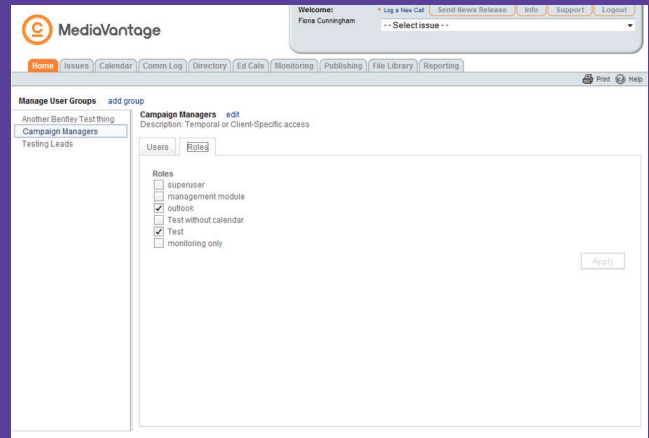 MediaVantage
Welcome:
Fiona Cunningham
+ Log a New Call
Send News Release
Info
Support
Logout
- - Select issue - -
Home
Issues
Calendar
Comm Log
Directory
Ed Cals
Monitoring
Publishing
File Library
Reporting
Print
Help
Manage User Groups add group
Another Bentley Test thing
Campaign Managers
Testing Leads
Campaign Managers edit
Description: Temporal or Client-Specific access
Users
Roles
Roles
superuser
management module
outlook
Test without calendar
Test
monitoring only
Apply